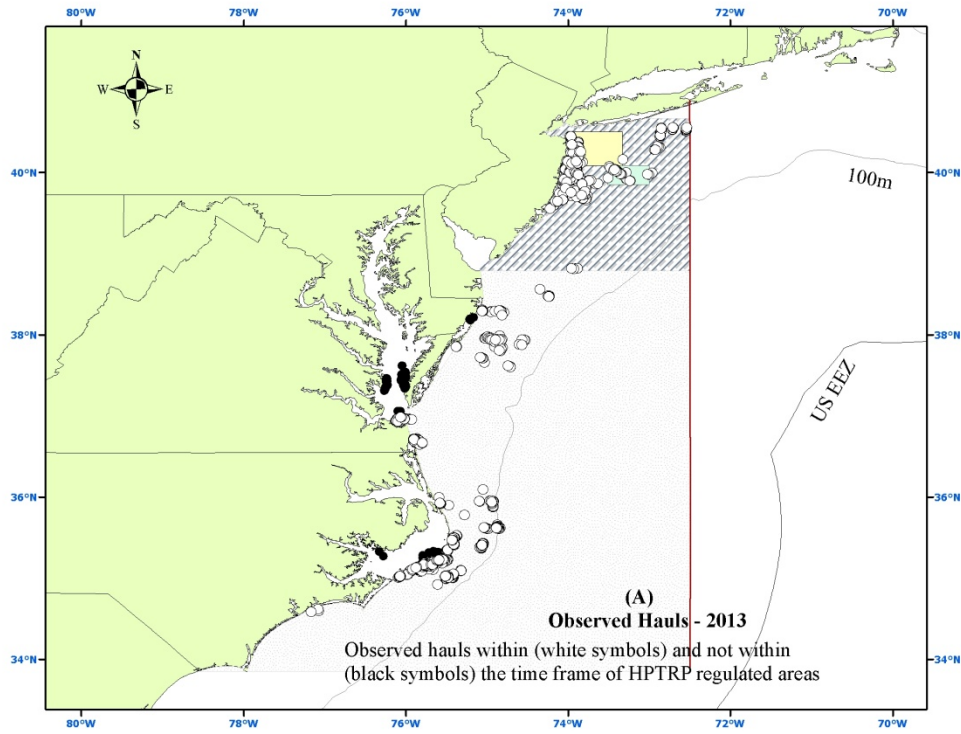 80°W 78°W 76°W 74°W 72°W 70°W
N
W E
S
40°N 40°N
100m
38°N 38°N
US EEZ
36°N 36°N
(A)
Observed Hauls - 2013
Observed hauls within (white symbols) and not within
(black symbols) the time frame of HPTRP regulated areas
34°N 34°N
80°W 78°W 76°W 74°W 72°W 70°W